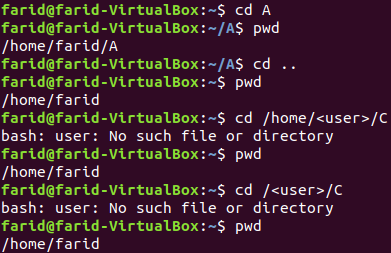 farid@farid-VirtualBox:~$ cd A
farid@farid-VirtualBox:~/A$ pwd
/home/farid/A
farid@farid-VirtualBox:~/A$ cd ..
farid@farid-VirtualBox:~$ pwd
/home/farid
farid@farid-VirtualBox:~$ cd /home/<user>/C
bash: user: No such file or directory
farid@farid-VirtualBox:~$ pwd
/home/farid
farid@farid-VirtualBox:~$ cd /<user>/C
bash: user: No such file or directory
farid@farid-VirtualBox:~$ pwd
/home/farid